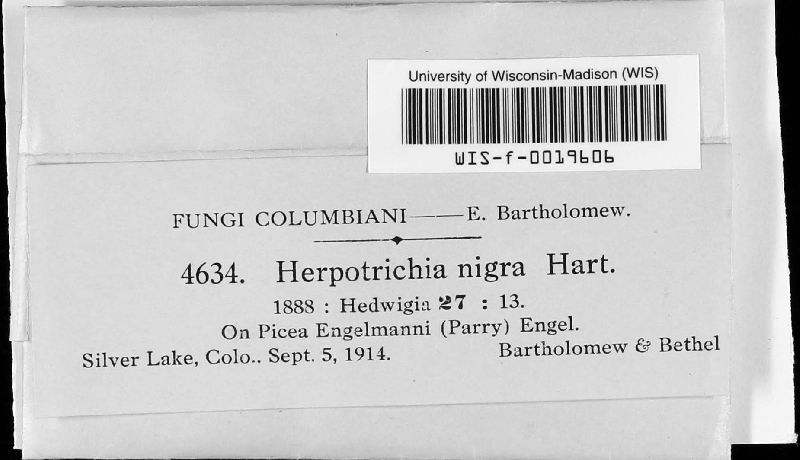 University of Wisconsin-Madison (WIS)
WIS-f-0019606
FUNGI COLUMBIANI——E. Bartholomew.
4634. Herpotrichia nigra Hart.
1888 : Hedwigia 27 : 13.
On Picea Engelmanni (Parry) Engel.
Silver Lake, Colo.. Sept. 5, 1914. Bartholomew & Bethel